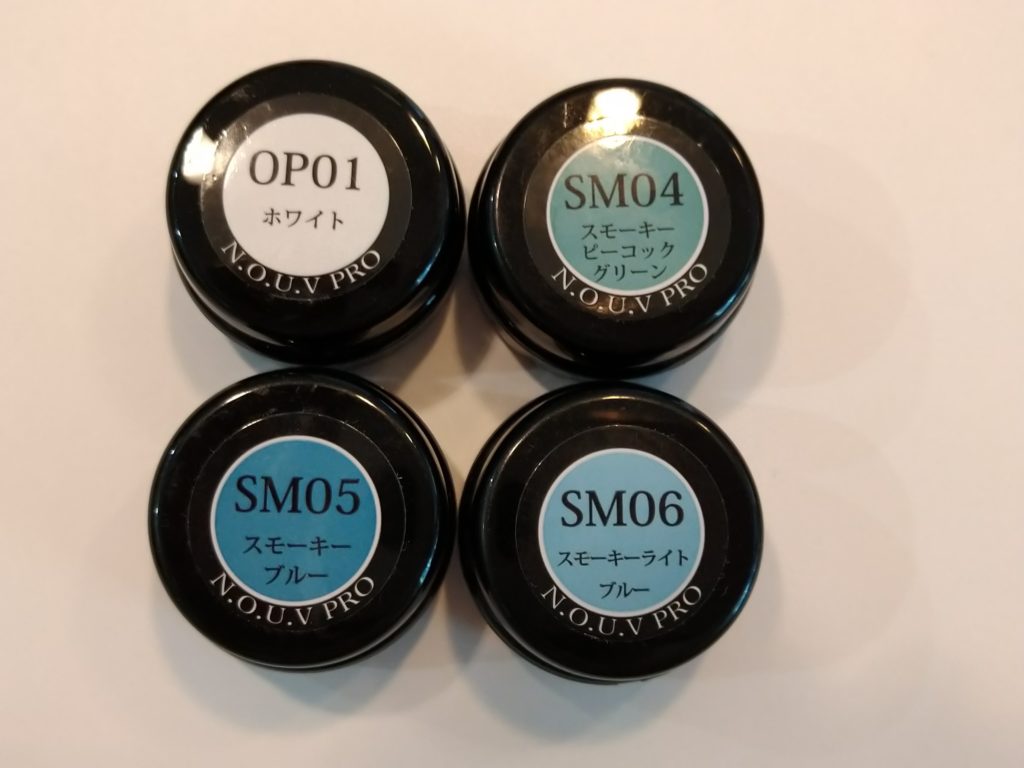 OP01
ホワイト
N.O.U.V PRO
SM04
スモーキー
ピーコック
グリーン
N.O.U.V PRO
SM05
スモーキー
ブルー
N.O.U.V PRO
SM06
スモーキーライト
ブルー
N.O.U.V PRO